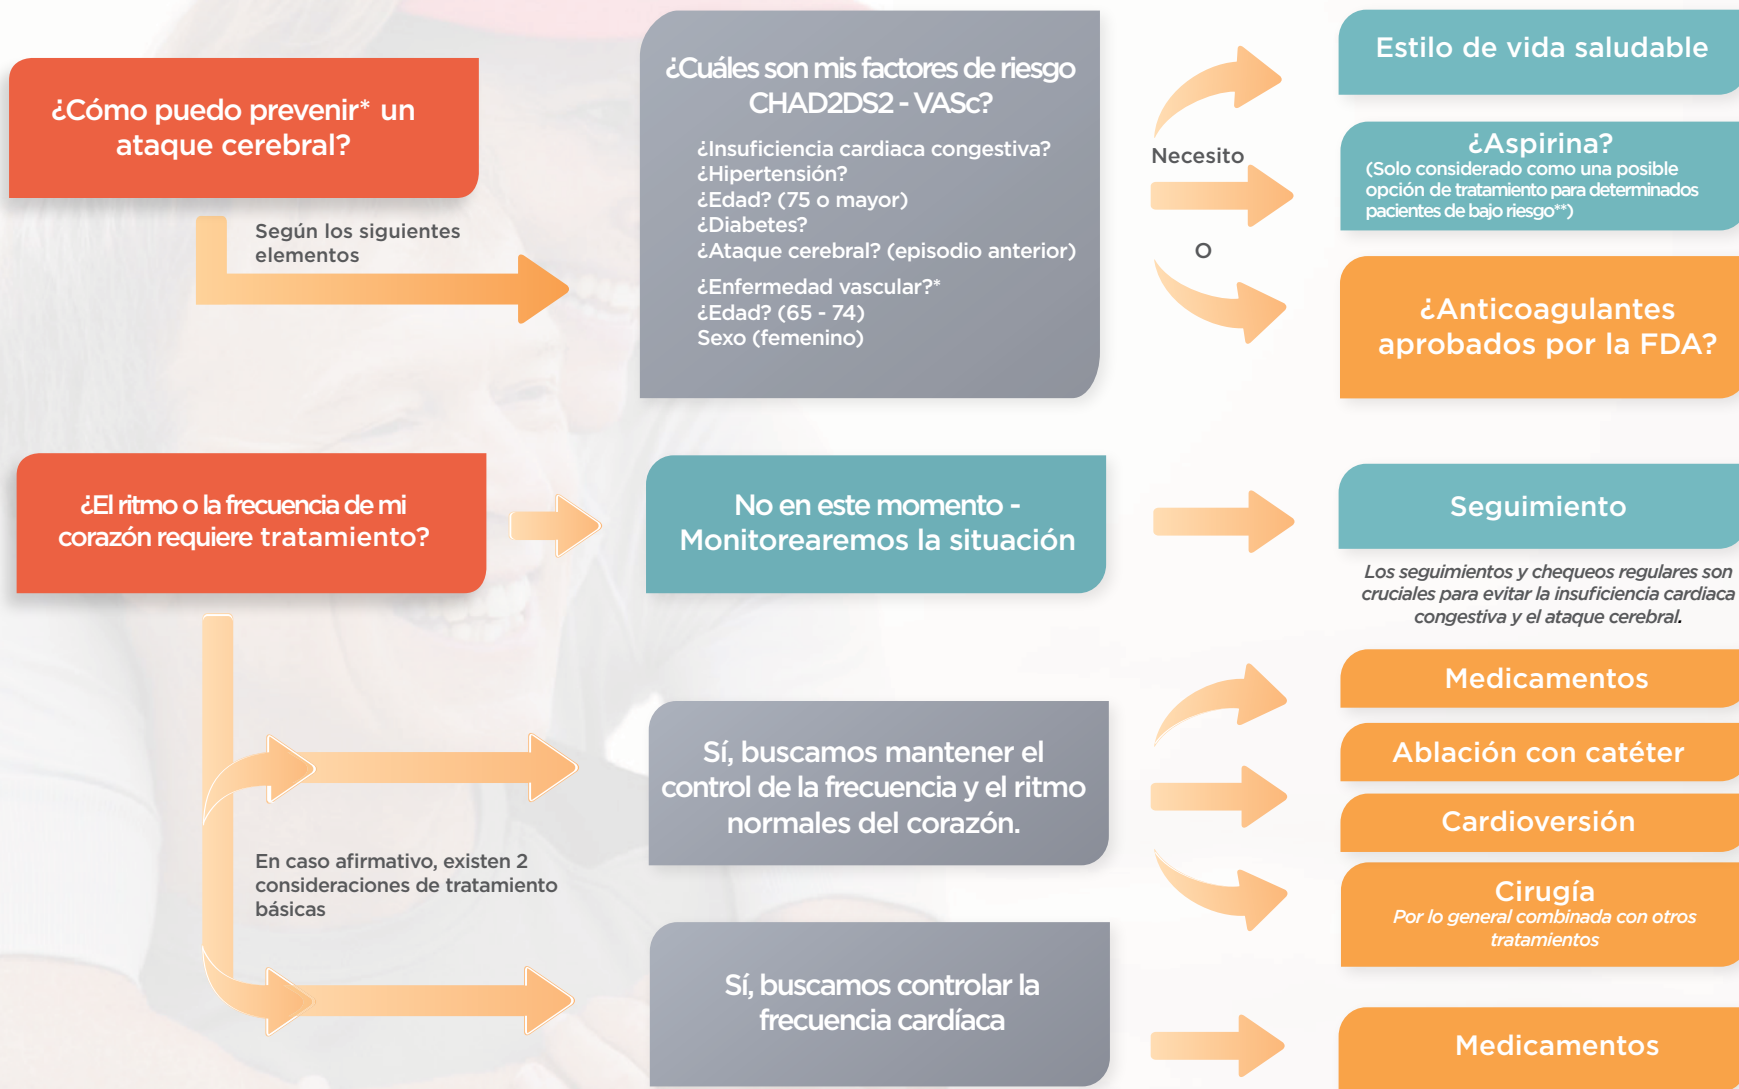 ¿Cómo puedo prevenir* un
ataque cerebral?
Según los siguientes
elementos
¿Cuáles son mis factores de riesgo
CHAD2DS2 - VASc?
¿Insuficiencia cardiaca congestiva?
¿Hipertensión?
¿Edad? (75 o mayor)
¿Diabetes?
¿Ataque cerebral? (episodio anterior)
¿Enfermedad vascular?*
¿Edad? (65 - 74)
Sexo (femenino)
Necesito
O
Estilo de vida saludable
¿Aspirina?
(Solo considerado como una posible
opción de tratamiento para determinados
pacientes de bajo riesgo**)
¿Anticoagulantes
aprobados por la FDA?
¿El ritmo o la frecuencia de mi
corazón requiere tratamiento?
No en este momento -
Monitorearemos la situación
Seguimiento
Los seguimientos y chequeos regulares son
cruciales para evitar la insuficiencia cardiaca
congestiva y el ataque cerebral.
En caso afirmativo, existen 2
consideraciones de tratamiento
básicas
Sí, buscamos mantener el
control de la frecuencia y el ritmo
normales del corazón.
Medicamentos
Ablación con catéter
Cardioversión
Cirugía
Por lo general combinada con otros
tratamientos
Sí, buscamos controlar la
frecuencia cardíaca
Medicamentos